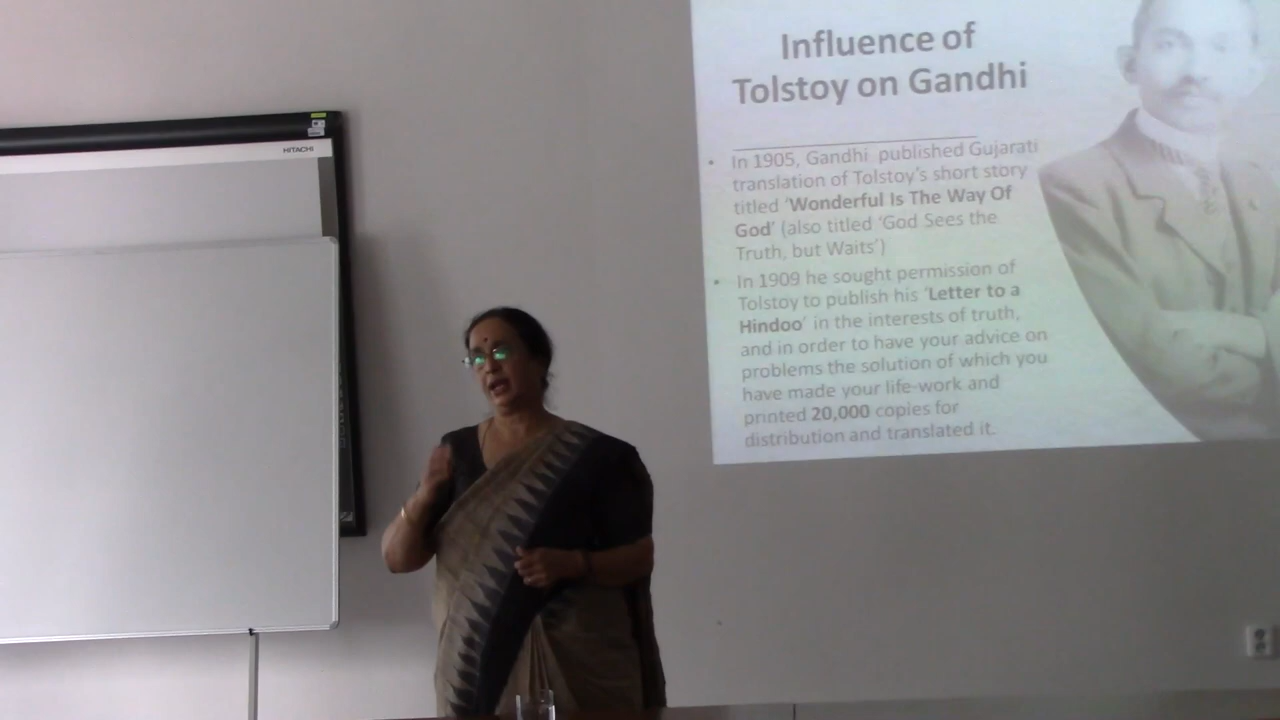 HITACHI
Influence of
Tolstoy on Gandhi
• In 1905, Gandhi published Gujarati
translation of Tolstoy's short story
titled 'Wonderful Is The Way Of
God' (also titled 'God Sees the
Truth, but Waits')
• In 1909 he sought permission of
Tolstoy to publish his 'Letter to a
Hindoo' in the interests of truth,
and in order to have your advice on
problems the solution of which you
have made your life-work and
printed 20,000 copies for
distribution and translated it.